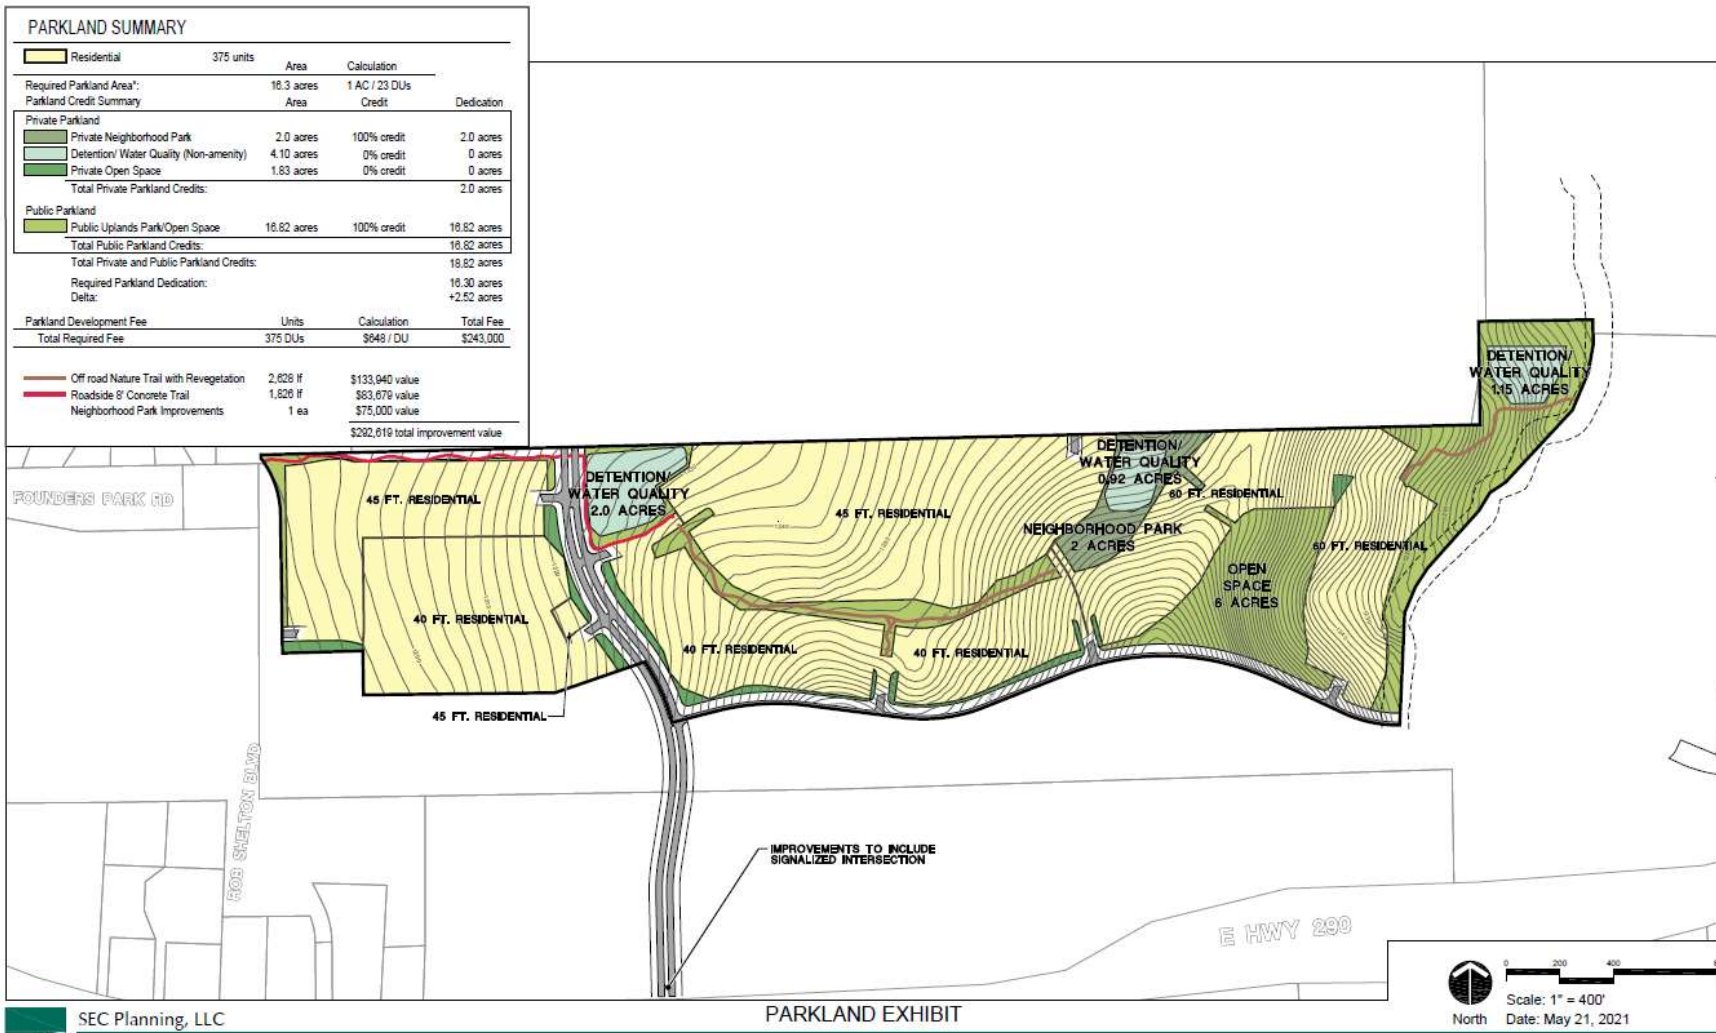 PARKLAND SUMMARY
Residential 375 units
Area Calculation
Required Parkland Area*: 16.3 acres 1 AC / 23 DUs
Parkland Credit Summary Area Credit Dedication
Private Parkland
Private Neighborhood Park 2.0 acres 100% credit 2.0 acres
Detention/ Water Quality (Non-amenity) 4.10 acres 0% credit 0 acres
Private Open Space 1.83 acres 0% credit 0 acres
Total Private Parkland Credits: 2.0 acres
Public Parkland
Public Uplands Park/Open Space 16.82 acres 100% credit 16.82 acres
Total Public Parkland Credits: 16.82 acres
Total Private and Public Parkland Credits: 18.82 acres
Required Parkland Dedication: 16.30 acres
Delta: +2.52 acres
Parkland Development Fee Units Calculation Total Fee
Total Required Fee 375 DUs $648 / DU $243,000
Off road Nature Trail with Revegetation 2,628 lf $133,940 value
Roadside 8' Concrete Trail 1,826 lf $83,679 value
Neighborhood Park Improvements 1 ea $75,000 value
$292,619 total improvement value
DETENTION/
WATER QUALITY
1.15 ACRES
FOUNDERS PARK RD
45 FT. RESIDENTIAL
DETENTION/
WATER QUALITY
2.0 ACRES
45 FT. RESIDENTIAL
DETENTION/
WATER QUALITY
0.92 ACRES
60 FT. RESIDENTIAL
NEIGHBORHOOD PARK
2 ACRES
60 FT. RESIDENTIAL
OPEN
SPACE
6 ACRES
40 FT. RESIDENTIAL
40 FT. RESIDENTIAL
40 FT. RESIDENTIAL
45 FT. RESIDENTIAL
ROB SHELTON BLVD
IMPROVEMENTS TO INCLUDE
SIGNALIZED INTERSECTION
E HWY 290
0 200 400
Scale: 1" = 400'
North Date: May 21, 2021
SEC Planning, LLC
PARKLAND EXHIBIT